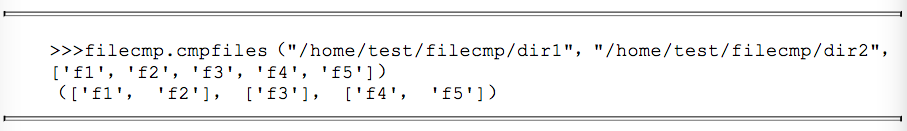 >>>filecmp.cmpfiles("/home/test/filecmp/dir1", "/home/test/filecmp/dir2",
['f1', 'f2', 'f3', 'f4', 'f5'])
(['f1', 'f2'], ['f3'], ['f4', 'f5'])